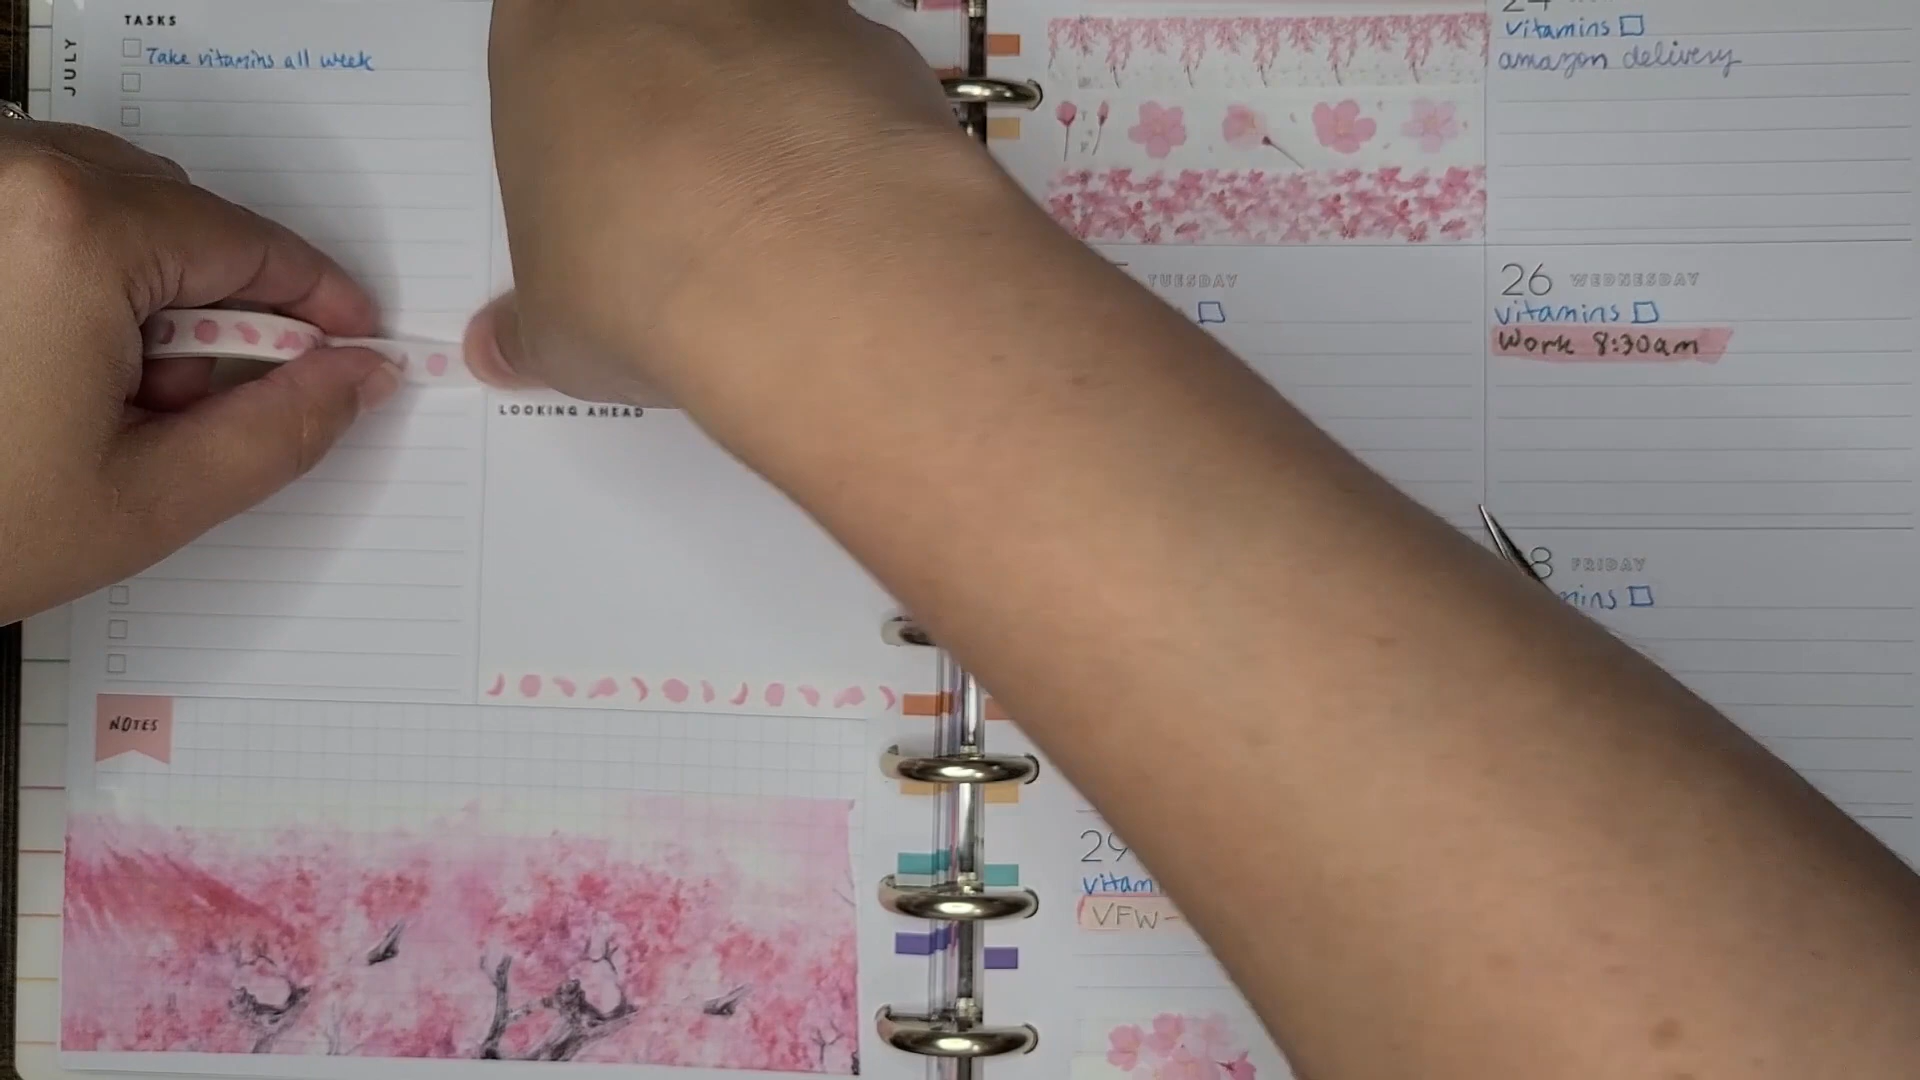 JULY
TASKS
Take vitamins all week
LOOKING AHEAD
NOTES
vitamins
amazon delivery
TUESDAY
26 WEDNESDAY
vitamins
Work 8:30am
FRIDAY
29
VFW-